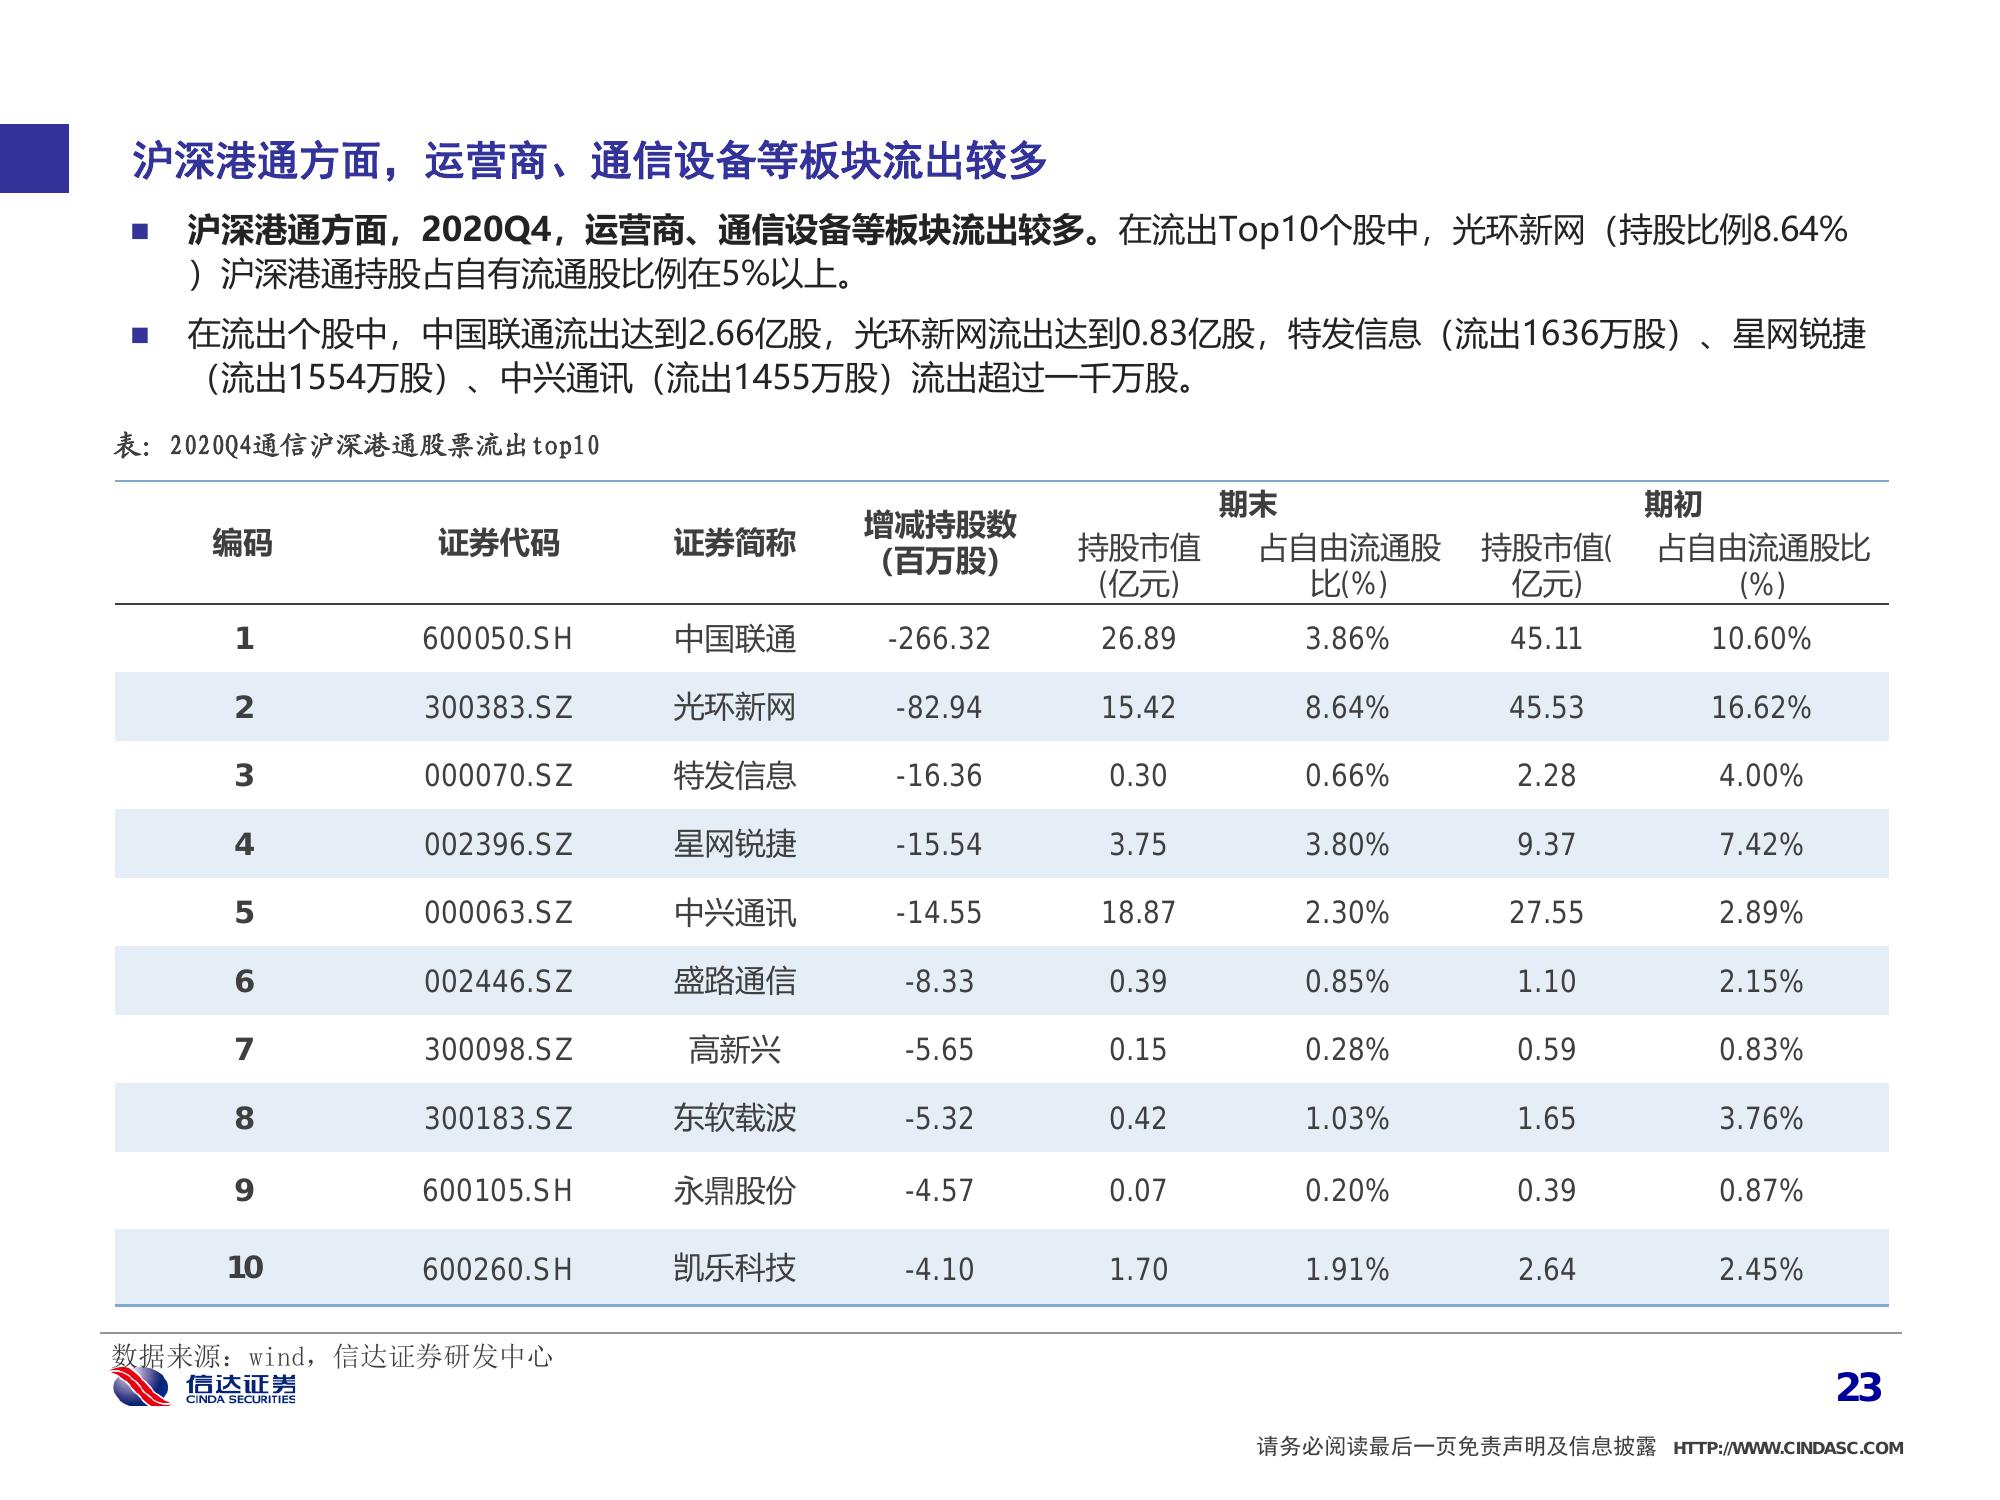 沪深港通方面，运营商、通信设备等板块流出较多
■ 沪深港通方面，2020Q4，运营商、通信设备等板块流出较多。在流出Top10个股中，光环新网（持股比例8.64%
）沪深港通持股占自有流通股比例在5%以上。
■ 在流出个股中，中国联通流出达到2.66亿股，光环新网流出达到0.83亿股，特发信息（流出1636万股）、星网锐捷
（流出1554万股）、中兴通讯（流出1455万股）流出超过一千万股。
表：2020Q4通信沪深港通股票流出top10
期末 期初
编码 证券代码 证券简称 增减持股数（百万股） 持股市值(亿元) 占自由流通股比(%) 持股市值(亿元) 占自由流通股比(%)
1 600050.SH 中国联通 -266.32 26.89 3.86% 45.11 10.60%
2 300383.SZ 光环新网 -82.94 15.42 8.64% 45.53 16.62%
3 000070.SZ 特发信息 -16.36 0.30 0.66% 2.28 4.00%
4 002396.SZ 星网锐捷 -15.54 3.75 3.80% 9.37 7.42%
5 000063.SZ 中兴通讯 -14.55 18.87 2.30% 27.55 2.89%
6 002446.SZ 盛路通信 -8.33 0.39 0.85% 1.10 2.15%
7 300098.SZ 高新兴 -5.65 0.15 0.28% 0.59 0.83%
8 300183.SZ 东软载波 -5.32 0.42 1.03% 1.65 3.76%
9 600105.SH 永鼎股份 -4.57 0.07 0.20% 0.39 0.87%
10 600260.SH 凯乐科技 -4.10 1.70 1.91% 2.64 2.45%
数据来源：wind，信达证券研发中心
信达证券
CINDA SECURITIES
23
请务必阅读最后一页免责声明及信息披露 HTTP://WWW.CINDASC.COM